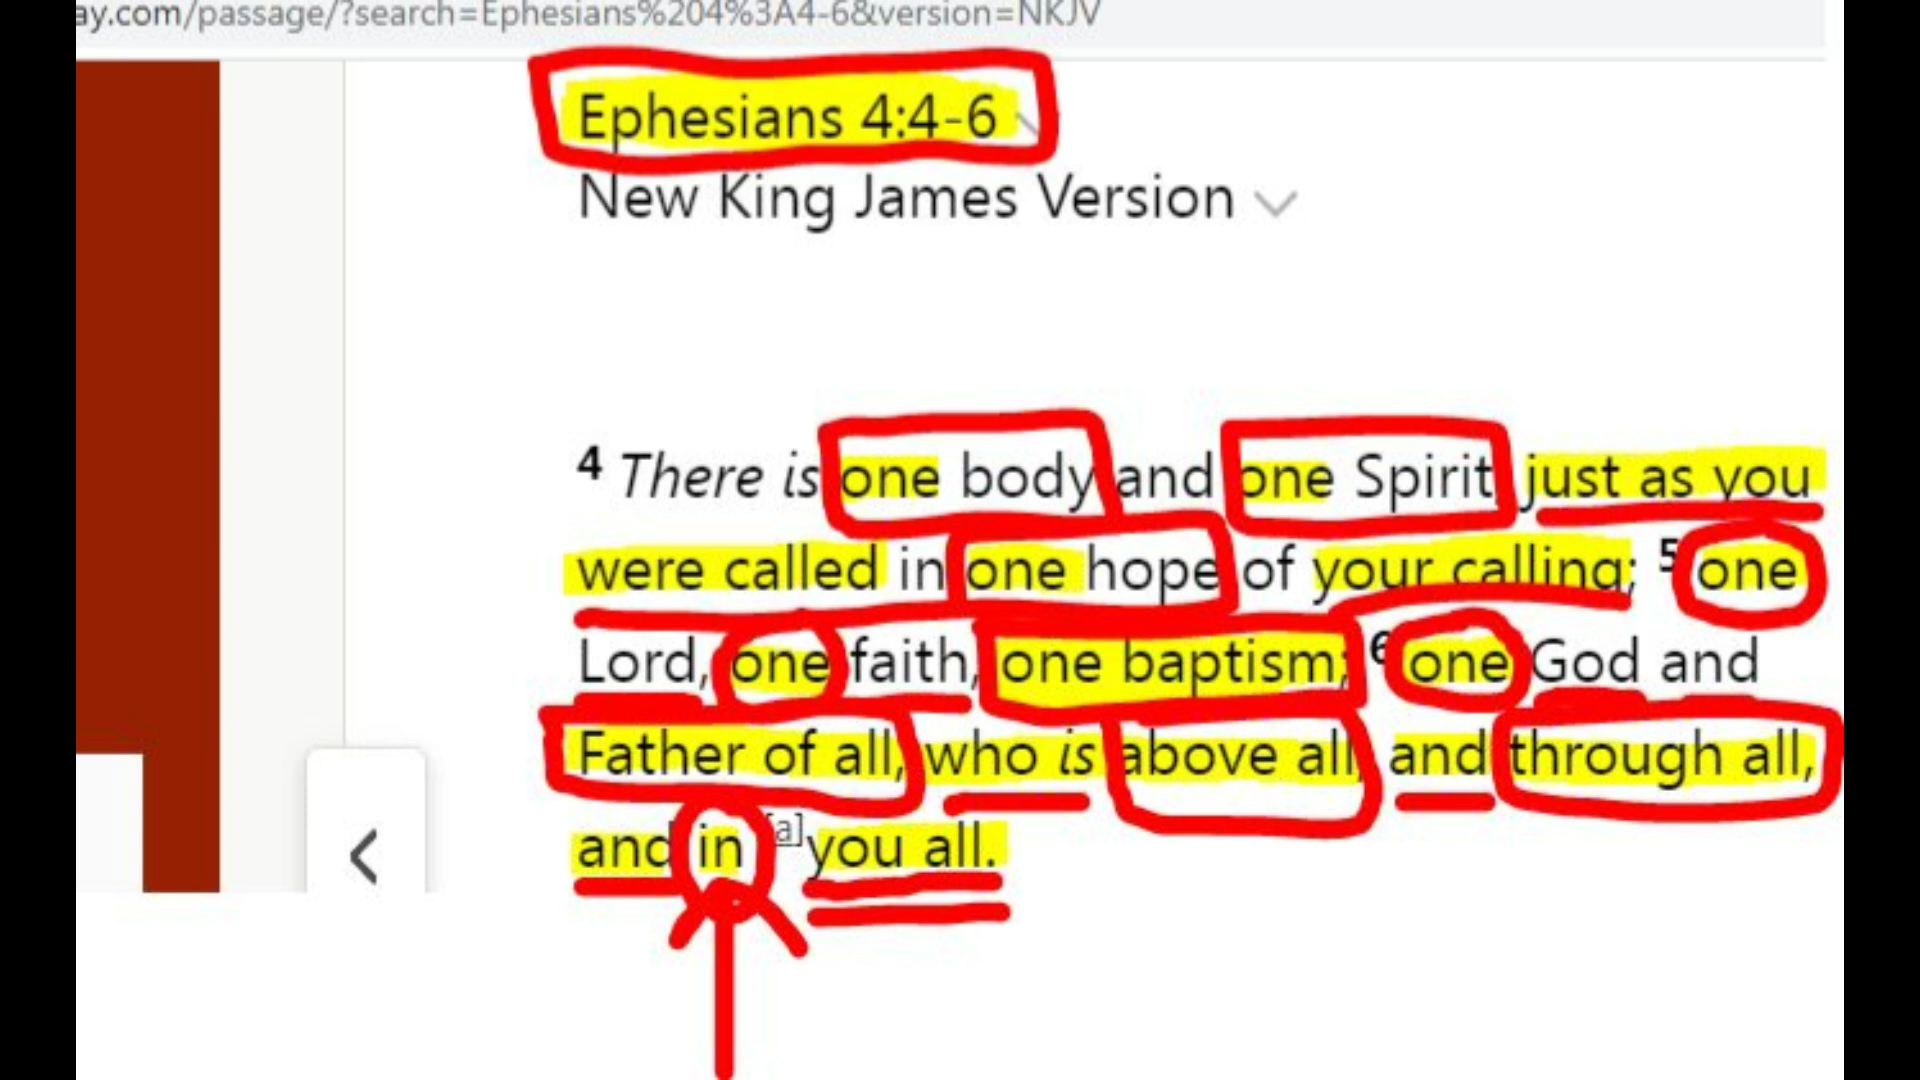 ay.com/passage/?search=Ephesians%204%3A4-6&version=NKJV
Ephesians 4:4-6
New King James Version
4 There is one body and one Spirit, just as you
were called in one hope of your calling; 5 one
Lord, one faith, one baptism; 6 one God and
Father of all, who is above all, and through all,
and in [a] you all.